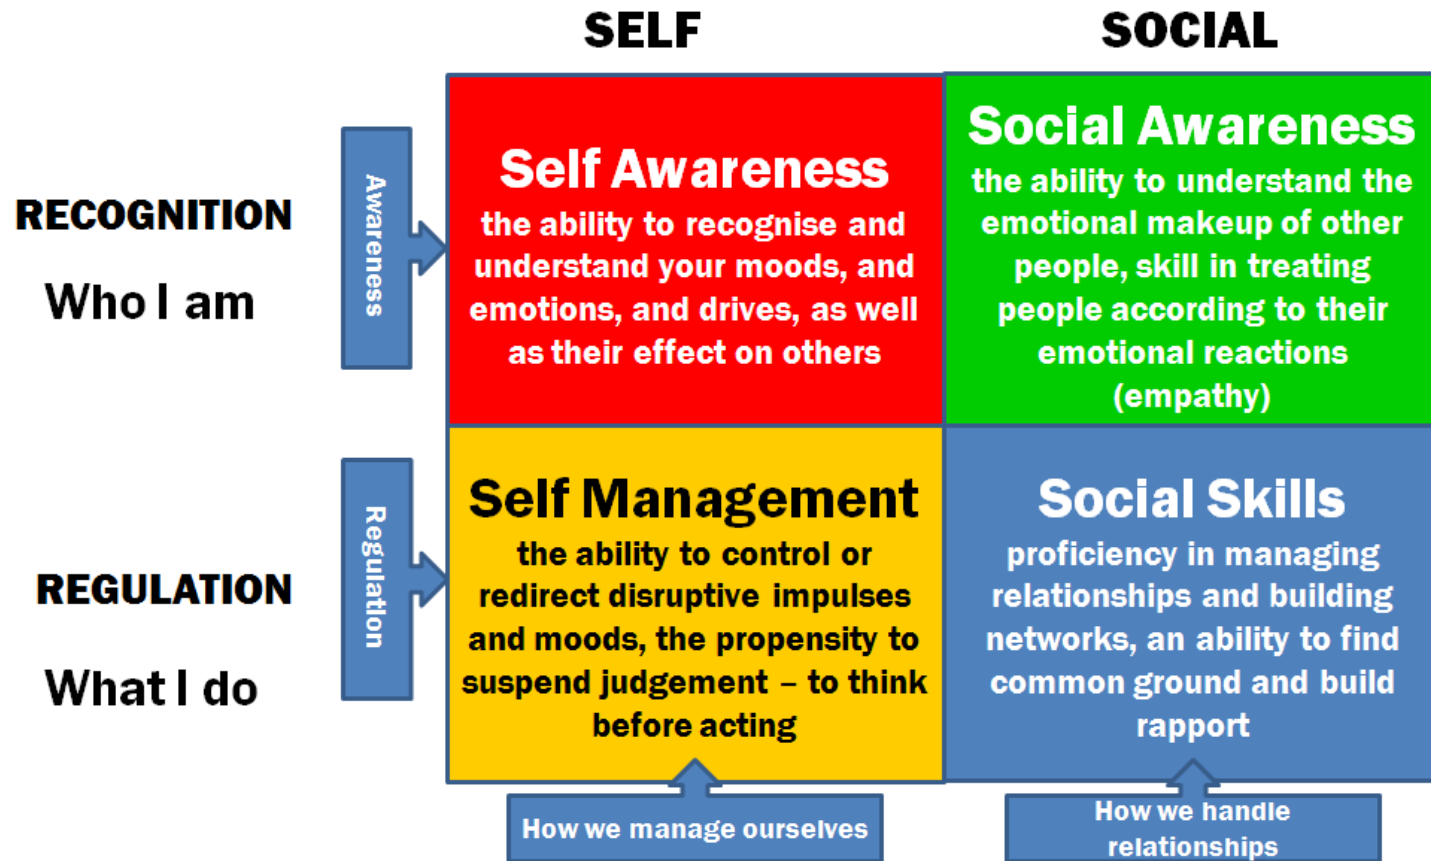 SELF
SOCIAL
RECOGNITION
Who I am
Awareness
Self Awareness
the ability to recognise and
understand your moods, and
emotions, and drives, as well
as their effect on others
Social Awareness
the ability to understand the
emotional makeup of other
people, skill in treating
people according to their
emotional reactions
(empathy)
REGULATION
What I do
Regulation
Self Management
the ability to control or
redirect disruptive impulses
and moods, the propensity to
suspend judgement – to think
before acting
Social Skills
proficiency in managing
relationships and building
networks, an ability to find
common ground and build
rapport
How we manage ourselves
How we handle
relationships